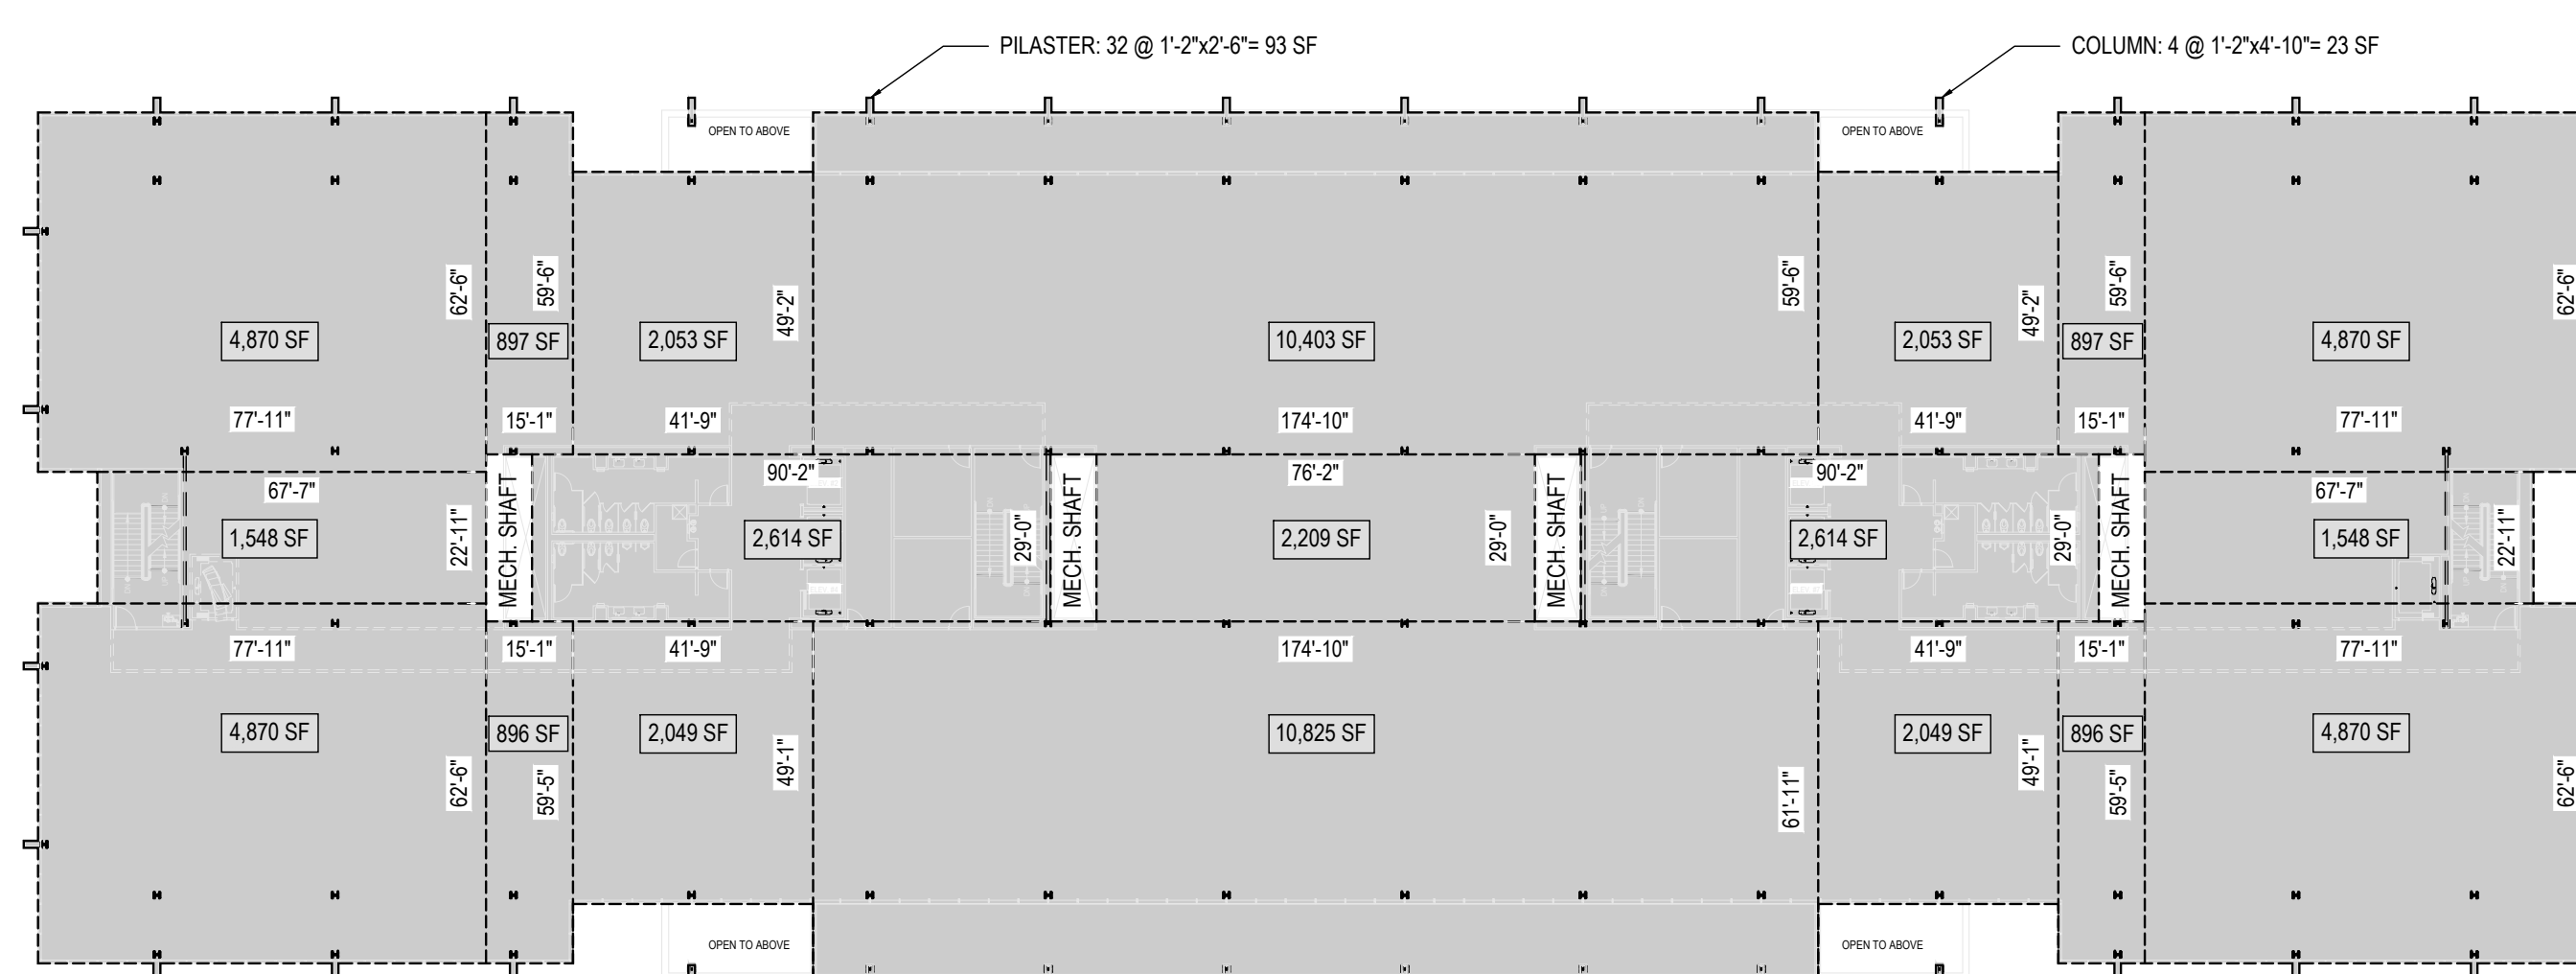 PILASTER: 32 @ 1'-2"x2'-6"= 93 SF
COLUMN: 4 @ 1'-2"x4'-10"= 23 SF
OPEN TO ABOVE
OPEN TO ABOVE
62'-6"
59'-6"
49'-2"
59'-6"
49'-2"
59'-6"
62'-6"
4,870 SF
897 SF
2,053 SF
10,403 SF
2,053 SF
897 SF
4,870 SF
77'-11"
15'-1"
41'-9"
174'-10"
41'-9"
15'-1"
77'-11"
67'-7"
90'-2"
76'-2"
90'-2"
67'-7"
1,548 SF
22'-11"
MECH. SHAFT
2,614 SF
29'-0"
MECH. SHAFT
2,209 SF
29'-0"
MECH. SHAFT
2,614 SF
29'-0"
MECH. SHAFT
1,548 SF
22'-11"
77'-11"
15'-1"
41'-9"
174'-10"
41'-9"
15'-1"
77'-11"
4,870 SF
896 SF
2,049 SF
10,825 SF
2,049 SF
896 SF
4,870 SF
62'-6"
59'-5"
49'-1"
61'-11"
49'-1"
59'-5"
62'-6"
OPEN TO ABOVE
OPEN TO ABOVE